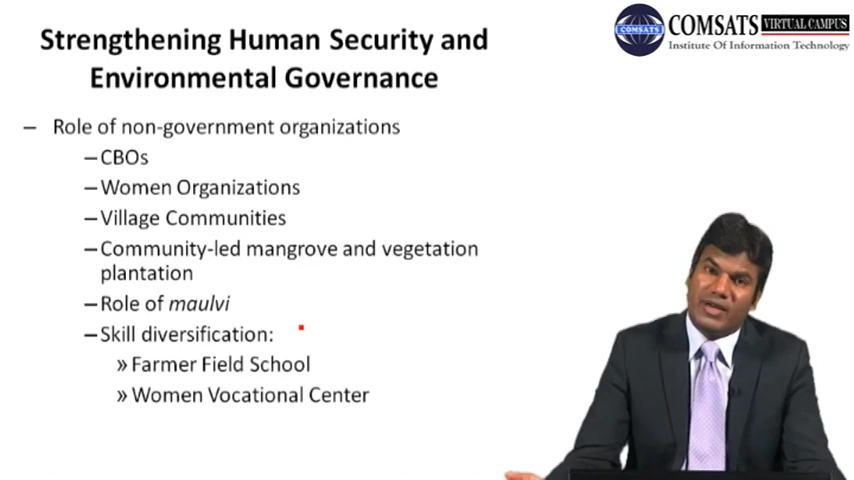 Strengthening Human Security and
Environmental Governance
– Role of non-government organizations
– CBOs
– Women Organizations
– Village Communities
– Community-led mangrove and vegetation
plantation
– Role of maulvi
– Skill diversification:
» Farmer Field School
» Women Vocational Center
COMSATS
COMSATS VIRTUAL CAMPUS
Institute Of Information Technology